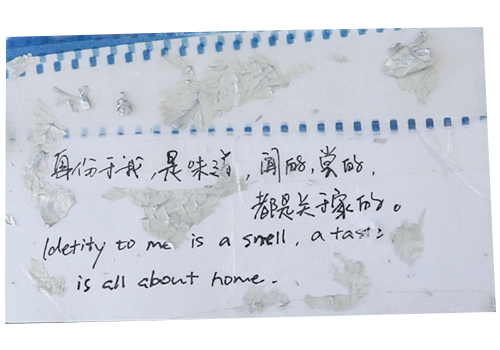 身份于我,是味道,闻的,尝的,
都是关于家的。
Idetity to me is a smell, a taste
is all about home.